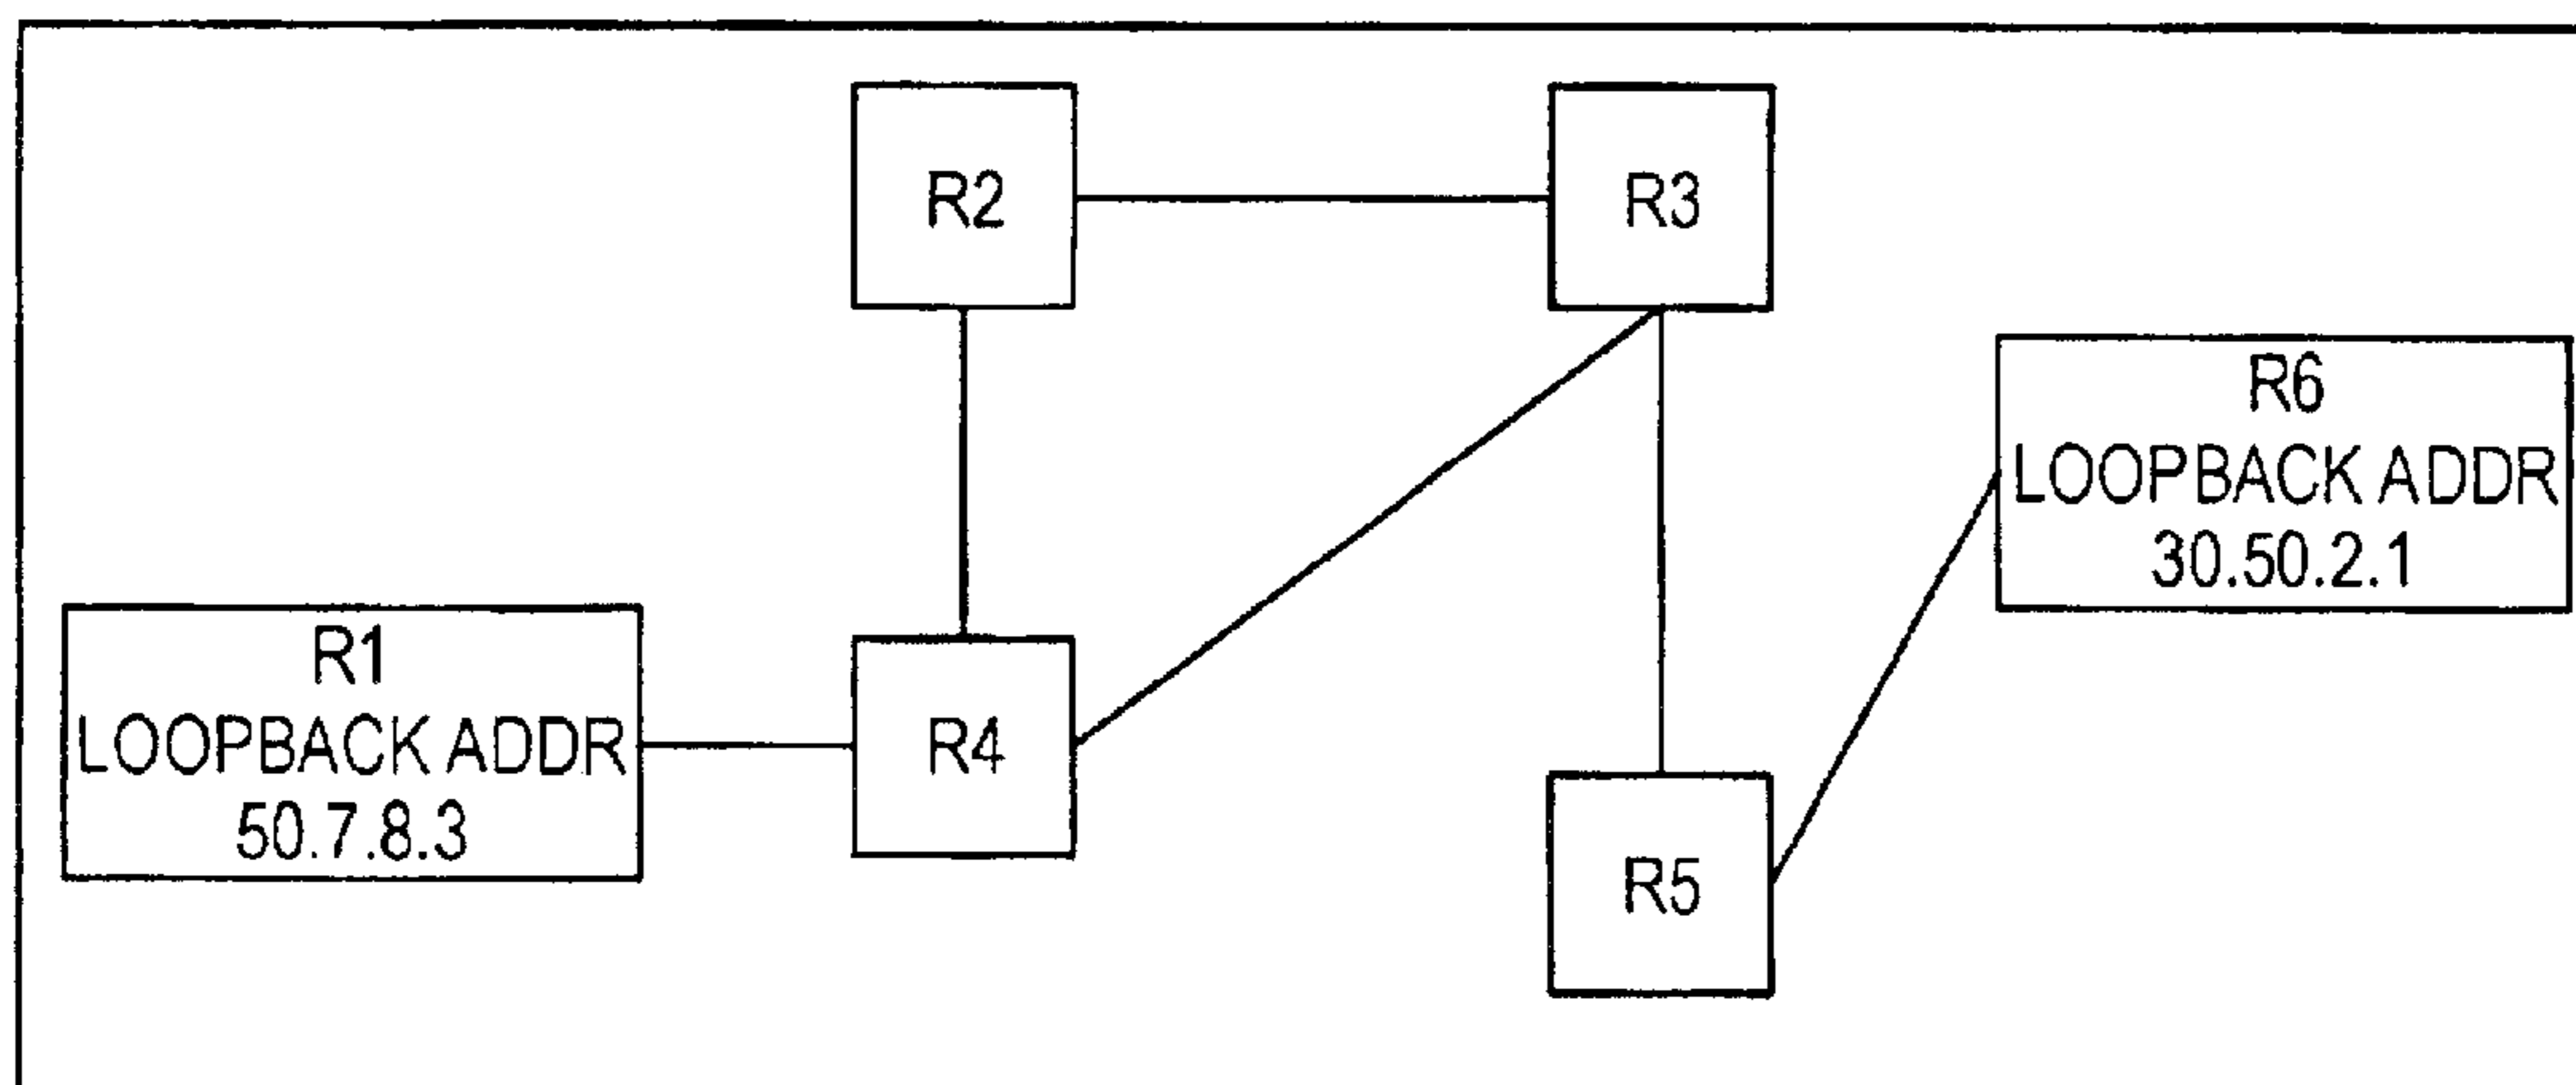 R2
R3
R6
LOOPBACK ADDR
30.50.2.1
R1
LOOPBACK ADDR
50.7.8.3
R4
R5